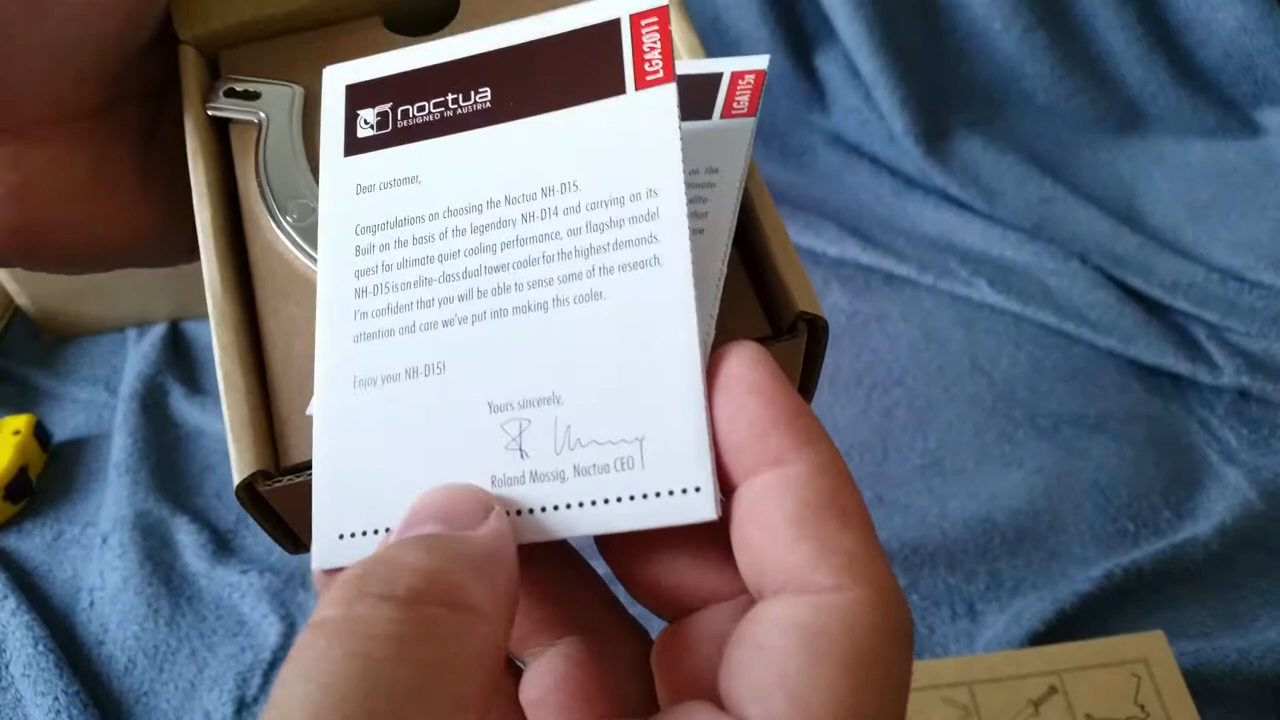 LGA2011
noctua
DESIGNED IN AUSTRIA
Dear customer,
Congratulations on choosing the Noctua NH-D15.
Built on the basis of the legendary NH-D14 and carrying on its
quest for ultimate quiet cooling performance, our flagship model
NH-D15 is an elite-class dual tower cooler for the highest demands.
I'm confident that you will be able to sense some of the research,
attention and care we've put into making this cooler.
Enjoy your NH-D15!
Yours sincerely,
Roland Mossig, Noctua CEO
LGA115x
on the
elite-
that